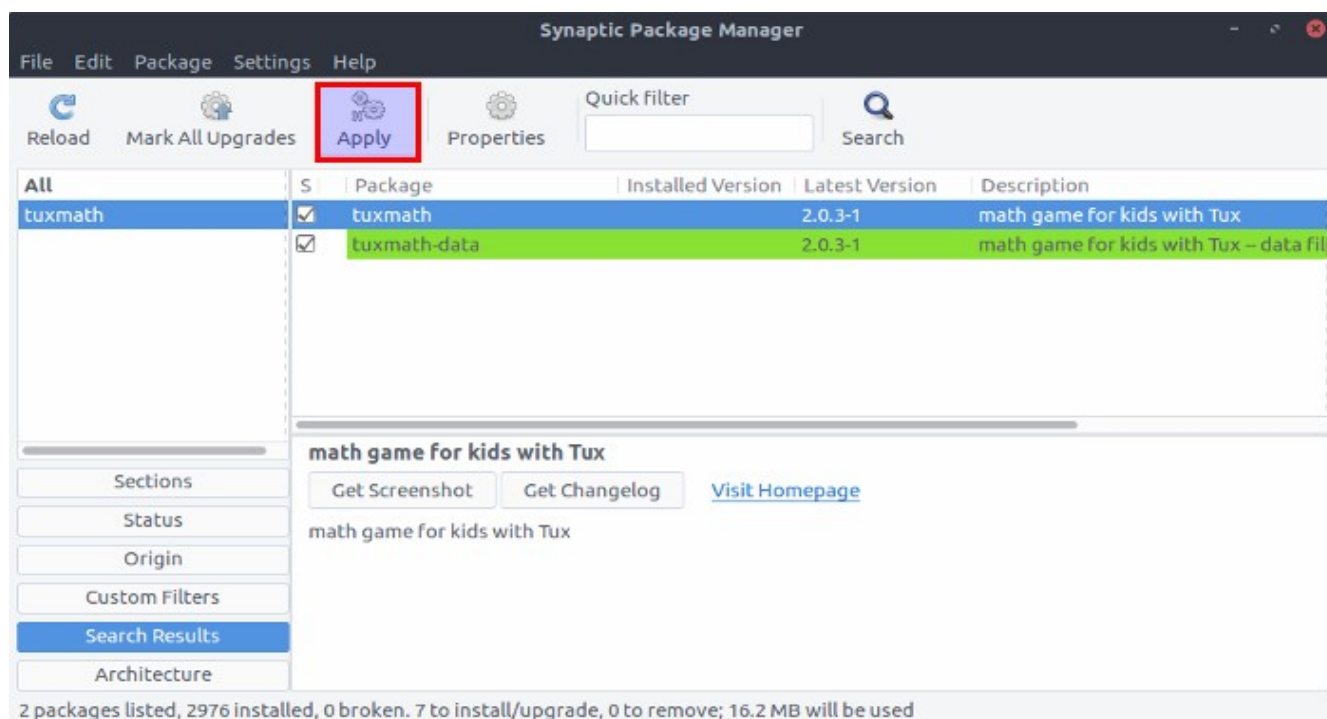 Synaptic Package Manager
File Edit Package Settings Help
Reload Mark All Upgrades Apply Properties Quick filter Search
All S Package Installed Version Latest Version Description
tuxmath tuxmath 2.0.3-1 math game for kids with Tux
tuxmath-data 2.0.3-1 math game for kids with Tux – data fil
math game for kids with Tux
Get Screenshot Get Changelog Visit Homepage
math game for kids with Tux
Sections
Status
Origin
Custom Filters
Search Results
Architecture
2 packages listed, 2976 installed, 0 broken. 7 to install/upgrade, 0 to remove; 16.2 MB will be used